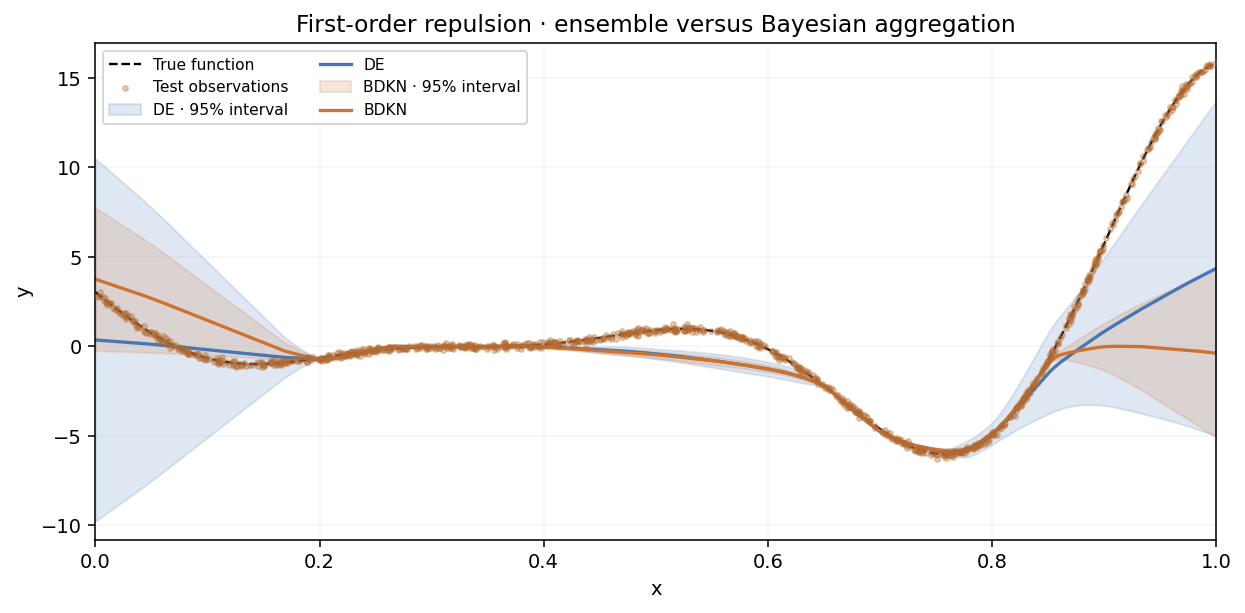 First-order repulsion · ensemble versus Bayesian aggregation
True function
Test observations
DE · 95% interval
DE
BDKN · 95% interval
BDKN
15
10
5
0
−5
−10
y
0.0
0.2
0.4
0.6
0.8
1.0
x